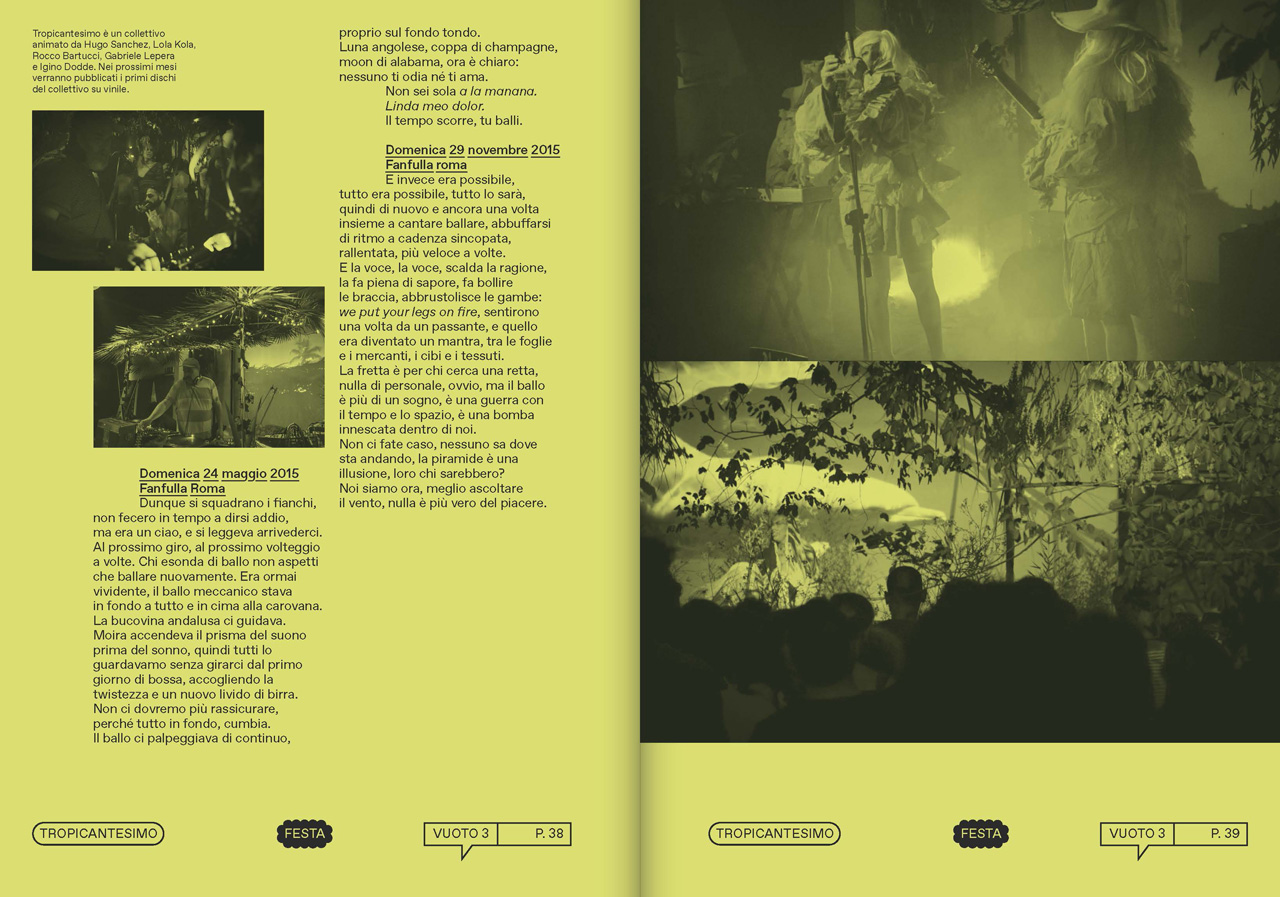 Tropicantesimo è un collettivo
animato da Hugo Sanchez, Lola Kola,
Rocco Bartucci, Gabriele Lepera
e Igino Dodde. Nei prossimi mesi
verranno pubblicati i primi dischi
del collettivo su vinile.
Domenica 24 maggio 2015
Fanfulla Roma
Dunque si squadrano i fianchi,
non fecero in tempo a dirsi addio,
ma era un ciao, e si leggeva arrivederci.
Al prossimo giro, al prossimo volteggio
a volte. Chi esonda di ballo non aspetti
che ballare nuovamente. Era ormai
vividente, il ballo meccanico stava
in fondo a tutto e in cima alla carovana.
La bucovina andalusa ci guidava.
Moira accendeva il prisma del suono
prima del sonno, quindi tutti lo
guardavamo senza girarci dal primo
giorno di bossa, accogliendo la
twistezza e un nuovo livido di birra.
Non ci dovremo più rassicurare,
perché tutto in fondo, cumbia.
Il ballo ci palpeggiava di continuo,
proprio sul fondo tondo.
Luna angolese, coppa di champagne,
moon di alabama, ora è chiaro:
nessuno ti odia né ti ama.
Non sei sola a la manana.
Linda meo dolor.
Il tempo scorre, tu balli.
Domenica 29 novembre 2015
Fanfulla roma
E invece era possibile,
tutto era possibile, tutto lo sarà,
quindi di nuovo e ancora una volta
insieme a cantare ballare, abbuffarsi
di ritmo a cadenza sincopata,
rallentata, più veloce a volte.
E la voce, la voce, scalda la ragione,
la fa piena di sapore, fa bollire
le braccia, abbrustolisce le gambe:
we put your legs on fire, sentirono
una volta da un passante, e quello
era diventato un mantra, tra le foglie
e i mercanti, i cibi e i tessuti.
La fretta è per chi cerca una retta,
nulla di personale, ovvio, ma il ballo
è più di un sogno, è una guerra con
il tempo e lo spazio, è una bomba
innescata dentro di noi.
Non ci fate caso, nessuno sa dove
sta andando, la piramide è una
illusione, loro chi sarebbero?
Noi siamo ora, meglio ascoltare
il vento, nulla è più vero del piacere.
TROPICANTESIMO
FESTA
VUOTO 3
P. 38
TROPICANTESIMO
FESTA
VUOTO 3
P. 39